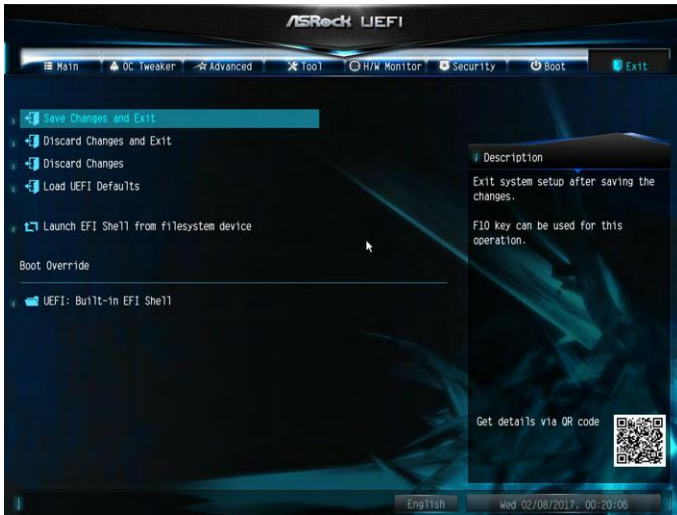 ASRock UEFI
Main OC Tweaker Advanced Tool H/W Monitor Security Boot Exit
Save Changes and Exit
Discard Changes and Exit
Discard Changes
Load UEFI Defaults
Launch EFI Shell from filesystem device
Boot Override
UEFI: Built-in EFI Shell
Description
Exit system setup after saving the
changes.
F10 key can be used for this
operation.
Get details via QR code
English Wed 02/08/2017. 00:20:06